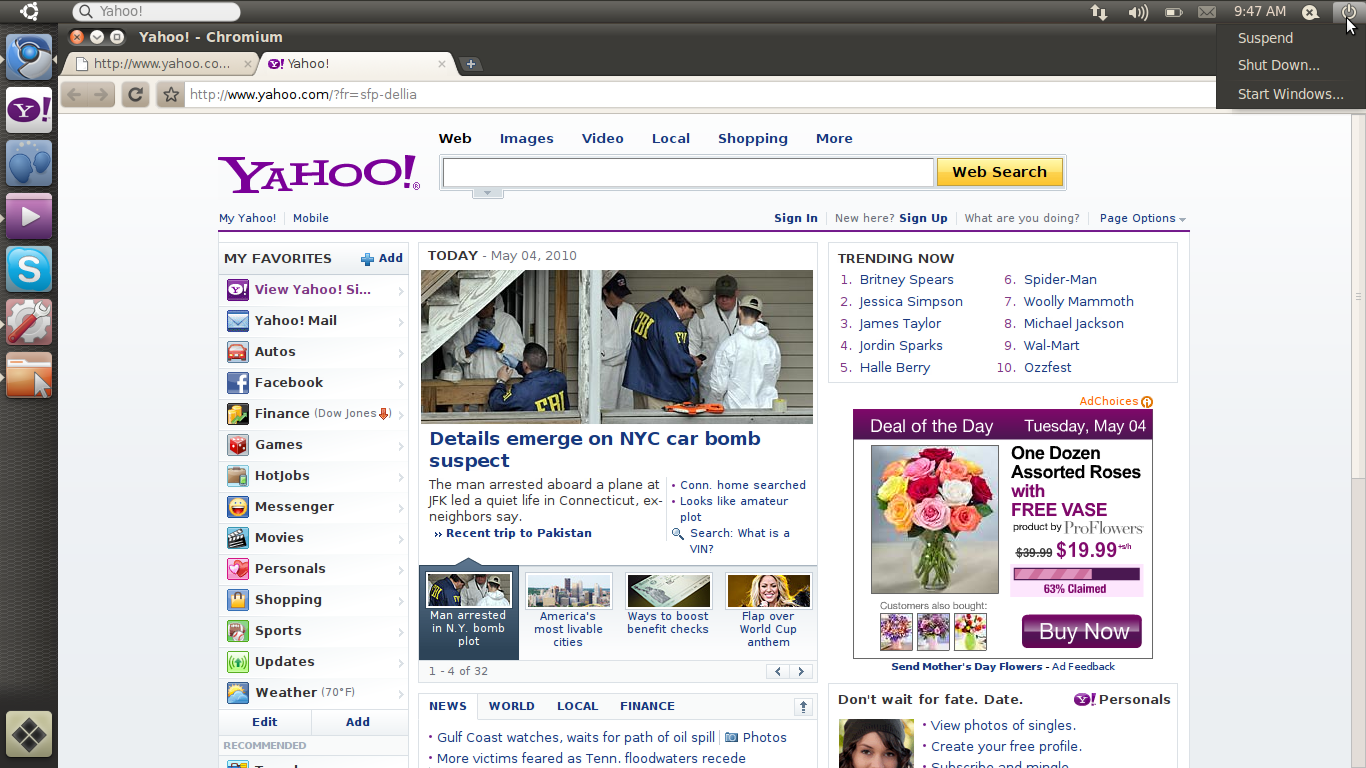 Yahoo!
9:47 AM
Yahoo! - Chromium
Suspend
Shut Down...
Start Windows...
http://www.yahoo.co...
Yahoo!
http://www.yahoo.com/?fr=sfp-dellia
Web Images Video Local Shopping More
YAHOO!®
Web Search
My Yahoo! Mobile
Sign In New here? Sign Up What are you doing? Page Options
MY FAVORITES Add
View Yahoo! Si...
Yahoo! Mail
Autos
Facebook
Finance (Dow Jones )
Games
HotJobs
Messenger
Movies
Personals
Shopping
Sports
Updates
Weather (70°F)
Edit Add
RECOMMENDED
TODAY - May 04, 2010
FBI
FBI
Details emerge on NYC car bomb
suspect
The man arrested aboard a plane at
JFK led a quiet life in Connecticut, ex-
neighbors say.
›› Recent trip to Pakistan
• Conn. home searched
• Looks like amateur
plot
Search: What is a
VIN?
Man arrested
in N.Y. bomb
plot
America's
most livable
cities
Ways to boost
benefit checks
Flap over
World Cup
anthem
1 - 4 of 32
NEWS WORLD LOCAL FINANCE
• Gulf Coast watches, waits for path of oil spill Photos
• More victims feared as Tenn. floodwaters recede
TRENDING NOW
1. Britney Spears
2. Jessica Simpson
3. James Taylor
4. Jordin Sparks
5. Halle Berry
6. Spider-Man
7. Woolly Mammoth
8. Michael Jackson
9. Wal-Mart
10. Ozzfest
AdChoices
Deal of the Day Tuesday, May 04
One Dozen
Assorted Roses
with
FREE VASE
product by ProFlowers
$39.99 $19.99 +s/h
63% Claimed
Customers also bought:
Buy Now
Send Mother's Day Flowers - Ad Feedback
Don't wait for fate. Date.
Y! Personals
• View photos of singles.
• Create your free profile.
• Subscribe and mingle.